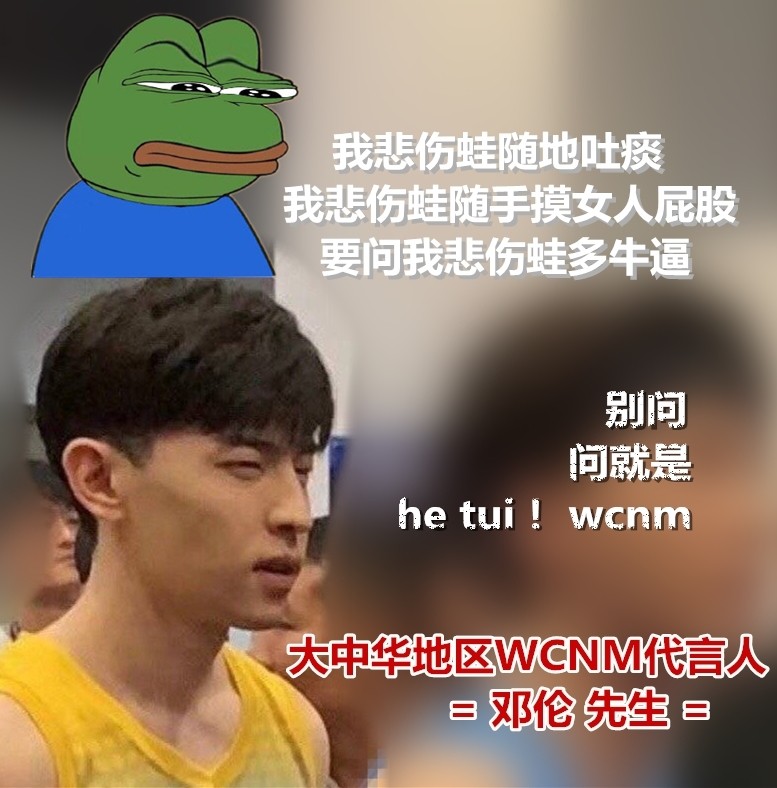 我悲伤蛙随地吐痰
我悲伤蛙随手摸女人屁股
要问我悲伤蛙多牛逼
别问
问就是
he tui！ wcnm
大中华地区WCNM代言人
= 邓伦 先生 =